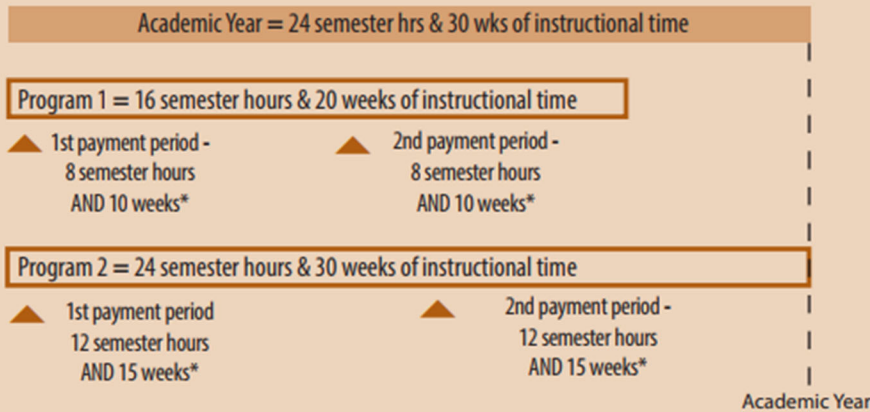 Academic Year = 24 semester hrs & 30 wks of instructional time
Program 1 = 16 semester hours & 20 weeks of instructional time
1st payment period -
8 semester hours
AND 10 weeks*
2nd payment period -
8 semester hours
AND 10 weeks*
Program 2 = 24 semester hours & 30 weeks of instructional time
1st payment period
12 semester hours
AND 15 weeks*
2nd payment period -
12 semester hours
AND 15 weeks*
Academic Year